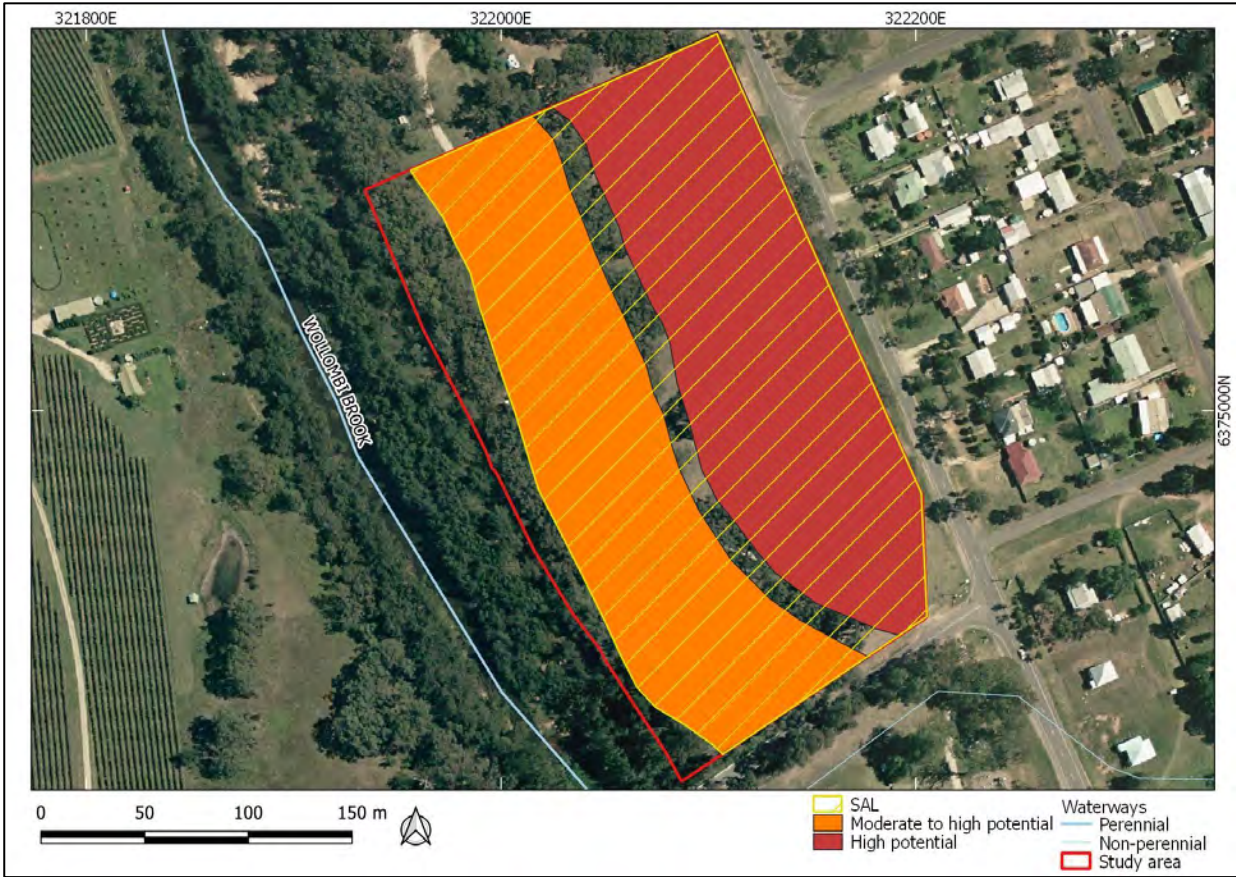 321800E
322000E
322200E
6375000N
WOLLOMBI BROOK
0 50 100 150 m
SAL
Moderate to high potential
High potential
Waterways
Perennial
Non-perennial
Study area